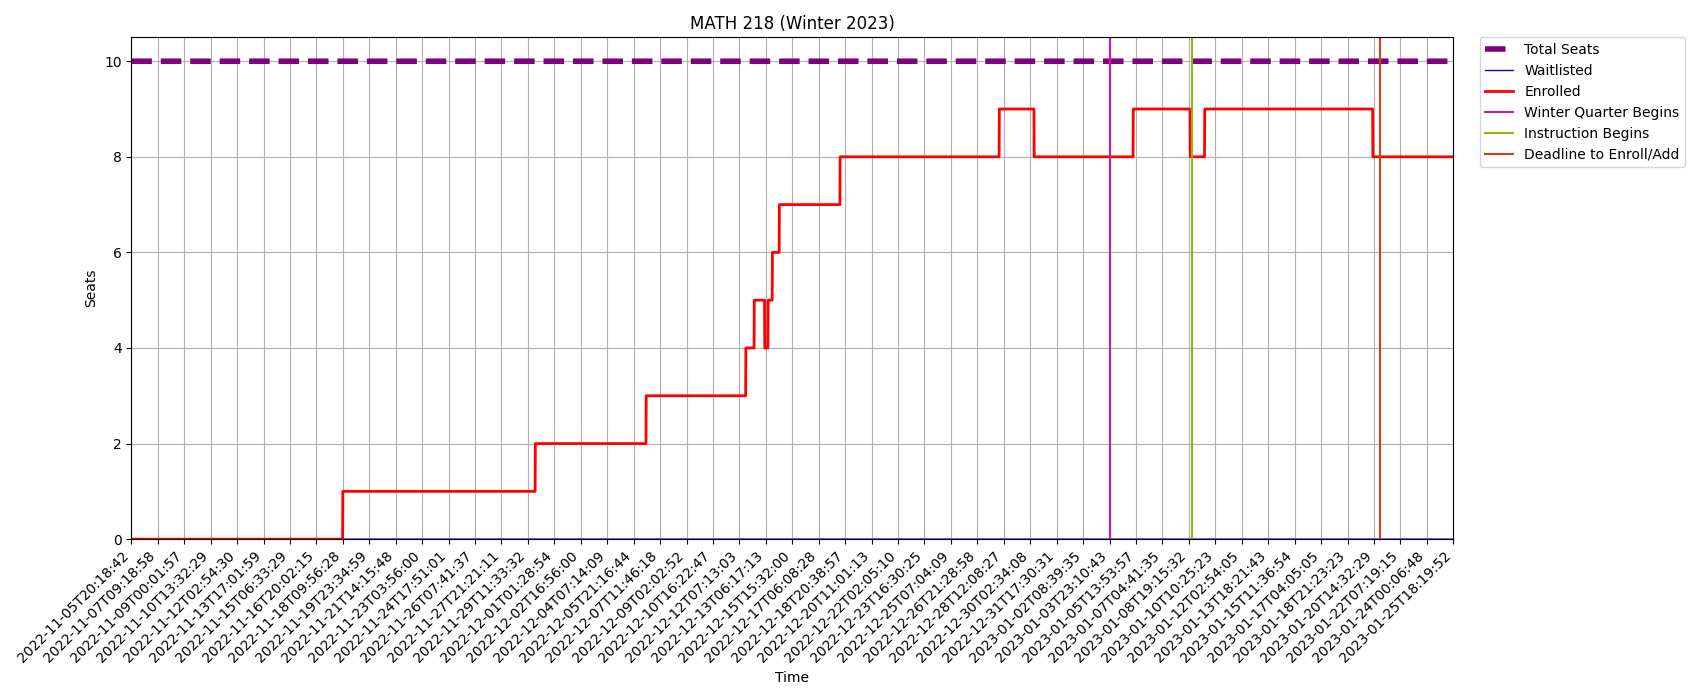 MATH 218 (Winter 2023)
Total Seats
Waitlisted
Enrolled
Winter Quarter Begins
Instruction Begins
Deadline to Enroll/Add
10
8
6
4
2
0
Seats
2022-11-05T20:18:42
2022-11-07T09:18:58
2022-11-09T00:01:57
2022-11-10T13:32:29
2022-11-12T02:54:30
2022-11-13T17:01:59
2022-11-15T06:33:29
2022-11-16T20:02:15
2022-11-18T09:56:28
2022-11-19T23:34:59
2022-11-21T14:15:48
2022-11-23T03:56:00
2022-11-24T17:51:01
2022-11-26T07:41:37
2022-11-27T21:21:11
2022-11-29T11:33:32
2022-12-01T01:28:54
2022-12-02T16:56:00
2022-12-04T07:14:09
2022-12-05T21:16:44
2022-12-07T11:46:18
2022-12-09T02:02:52
2022-12-10T16:22:47
2022-12-12T07:13:03
2022-12-13T06:17:13
2022-12-15T15:32:00
2022-12-17T06:08:28
2022-12-18T20:38:57
2022-12-20T11:01:13
2022-12-22T02:05:10
2022-12-23T16:30:25
2022-12-25T07:04:09
2022-12-26T21:28:58
2022-12-28T12:08:27
2022-12-30T02:34:08
2022-12-31T17:30:31
2023-01-02T08:39:35
2023-01-03T23:10:43
2023-01-05T13:53:57
2023-01-07T04:41:35
2023-01-08T19:15:32
2023-01-10T10:25:23
2023-01-12T02:54:05
2023-01-13T18:21:43
2023-01-15T11:36:54
2023-01-17T04:05:05
2023-01-18T21:23:23
2023-01-20T14:32:29
2023-01-22T07:19:15
2023-01-24T00:06:48
2023-01-25T18:19:52
Time